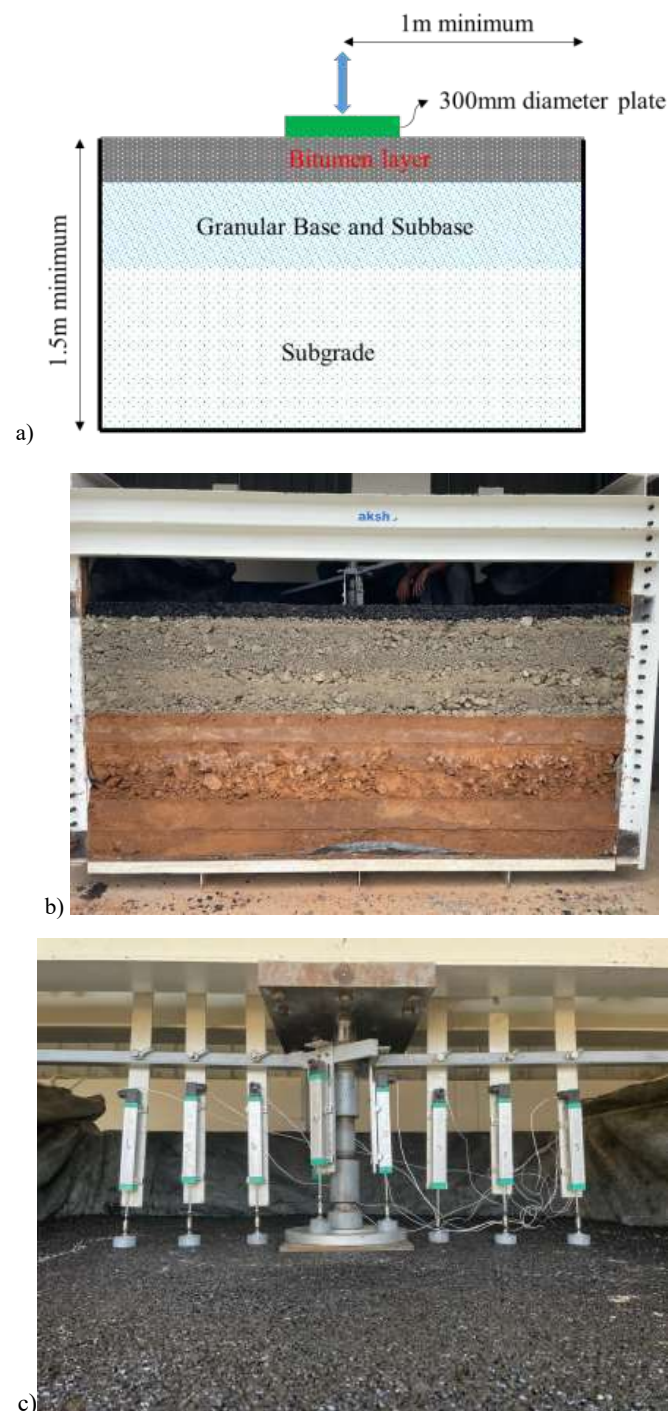 1m minimum
300mm diameter plate
Bitumen layer
Granular Base and Subbase
1.5m minimum
Subgrade
a)
aksh
b)
c)